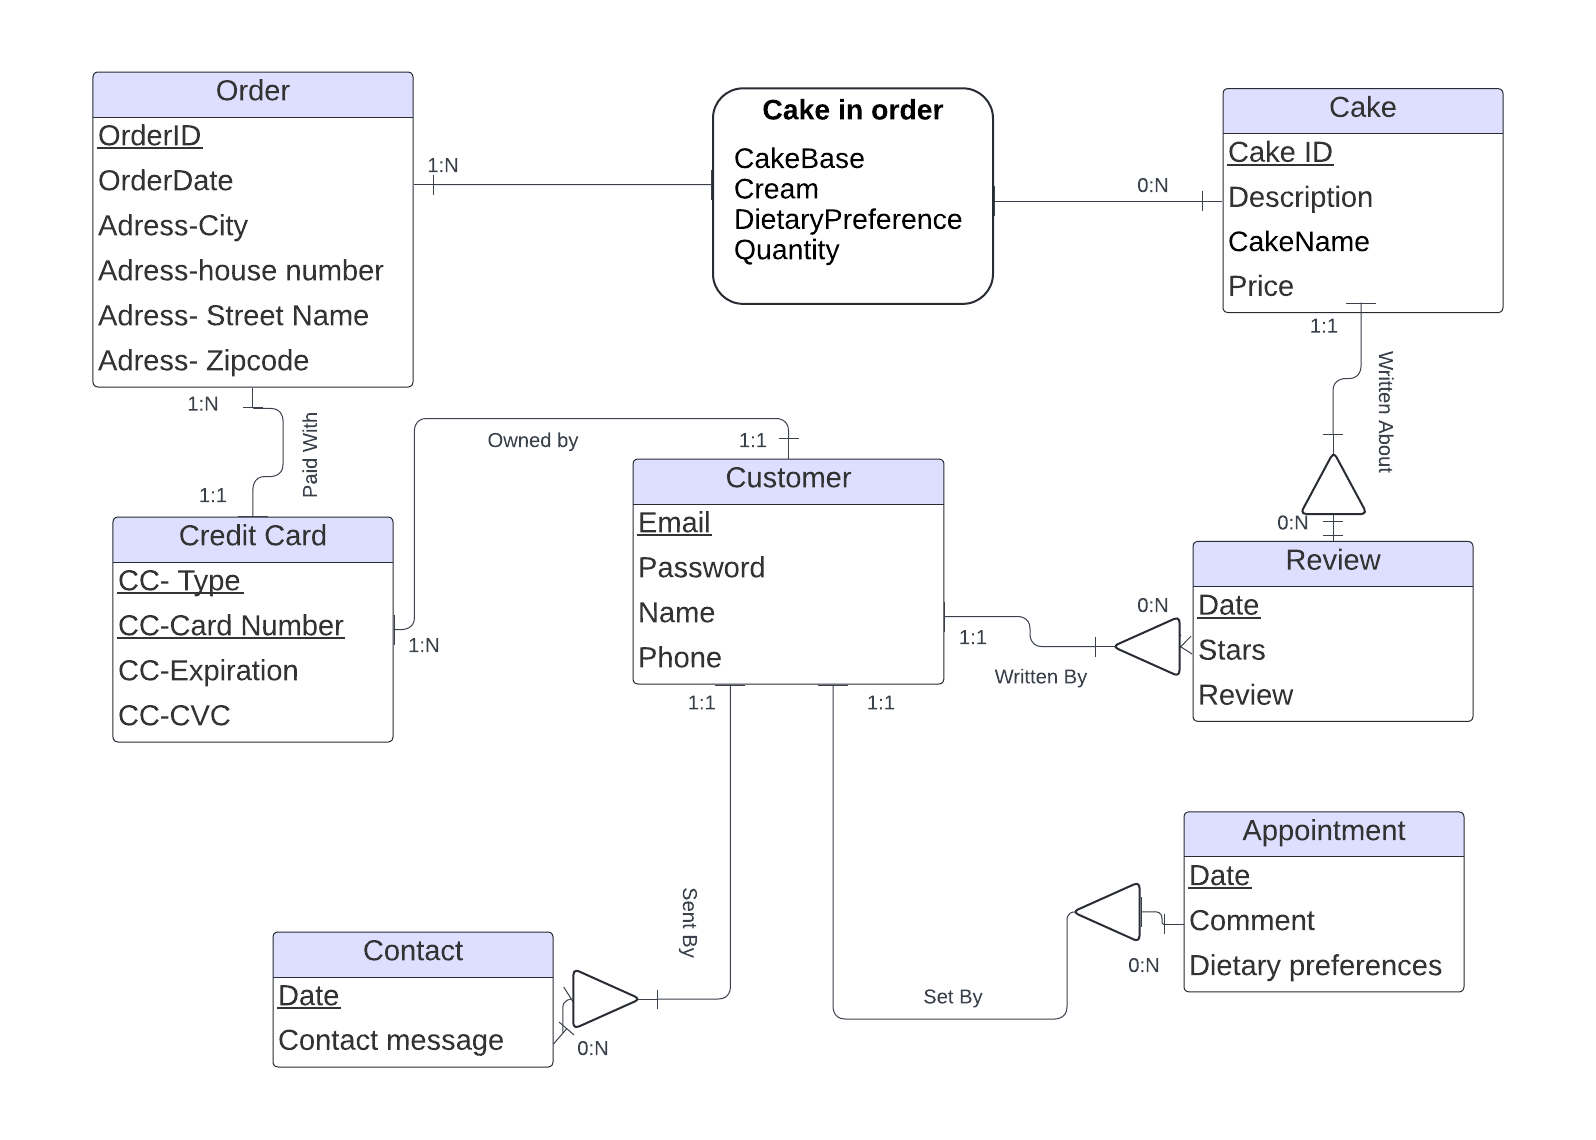 Order
OrderID
OrderDate
Adress-City
Adress-house number
Adress- Street Name
Adress- Zipcode
1:N
Cake in order
CakeBase
Cream
DietaryPreference
Quantity
0:N
Cake
Cake ID
Description
CakeName
Price
1:1
Written About
0:N
1:N
Paid With
1:1
Owned by
1:1
Credit Card
CC- Type
CC-Card Number
CC-Expiration
CC-CVC
1:N
Customer
Email
Password
Name
Phone
1:1
Written By
0:N
Review
Date
Stars
Review
1:1
1:1
Sent By
Set By
0:N
Appointment
Date
Comment
Dietary preferences
Contact
Date
Contact message
0:N